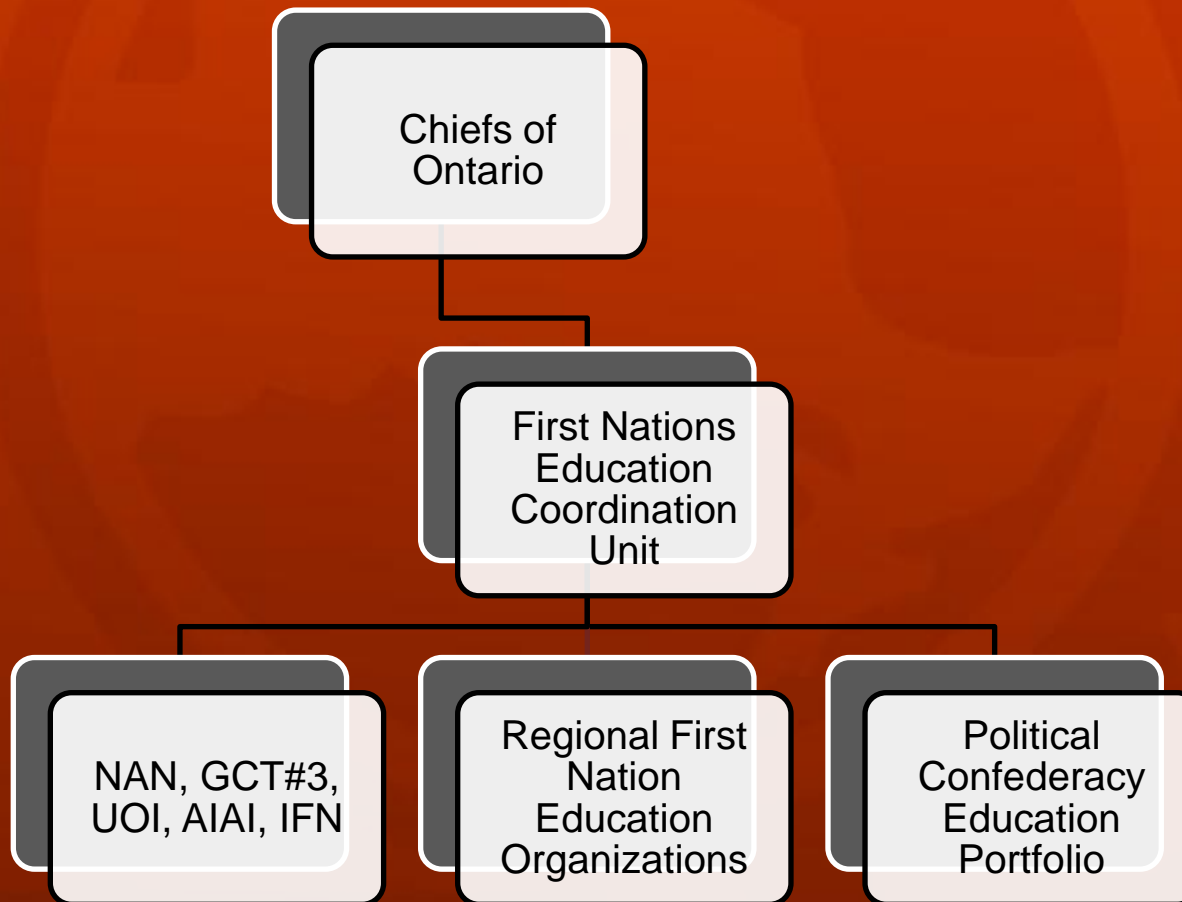 Chiefs of
Ontario
First Nations
Education
Coordination
Unit
NAN, GCT#3,
UOI, AIAI, IFN
Regional First
Nation
Education
Organizations
Political
Confederacy
Education
Portfolio